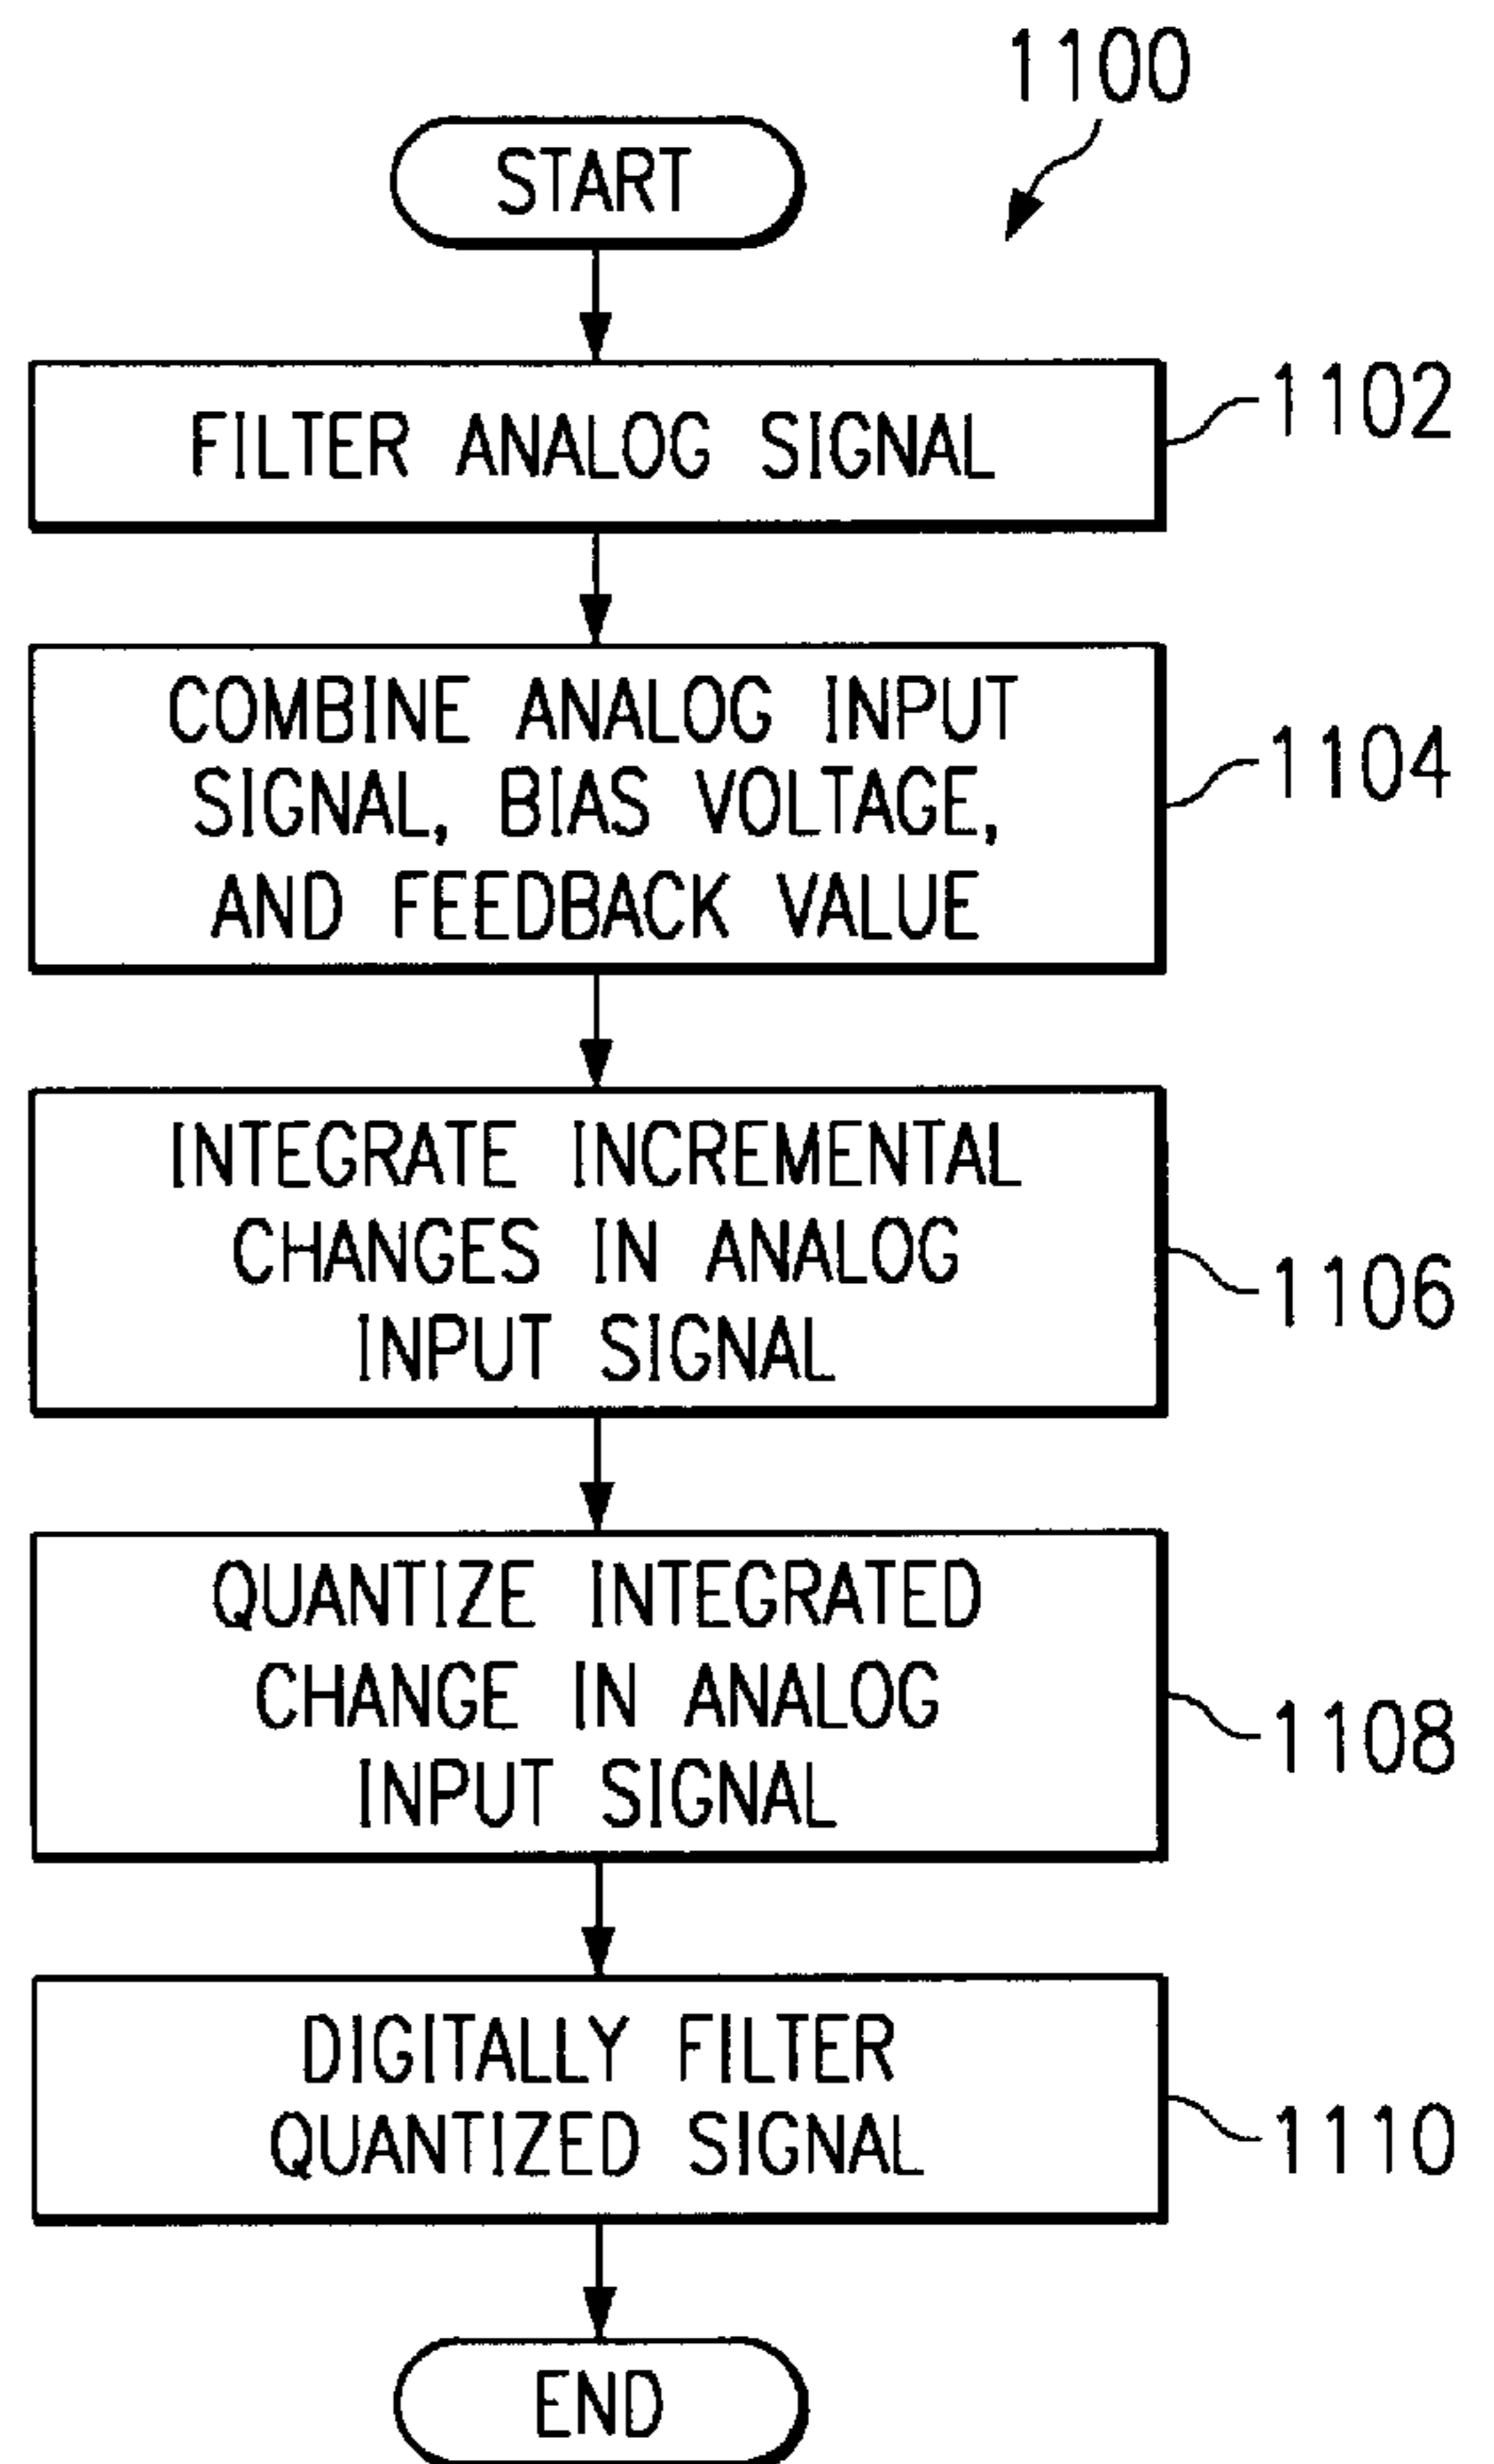 1100
START
FILTER ANALOG SIGNAL
1102
COMBINE ANALOG INPUT
SIGNAL, BIAS VOLTAGE,
AND FEEDBACK VALUE
1104
INTEGRATE INCREMENTAL
CHANGES IN ANALOG
INPUT SIGNAL
1106
QUANTIZE INTEGRATED
CHANGE IN ANALOG
INPUT SIGNAL
1108
DIGITALLY FILTER
QUANTIZED SIGNAL
1110
END